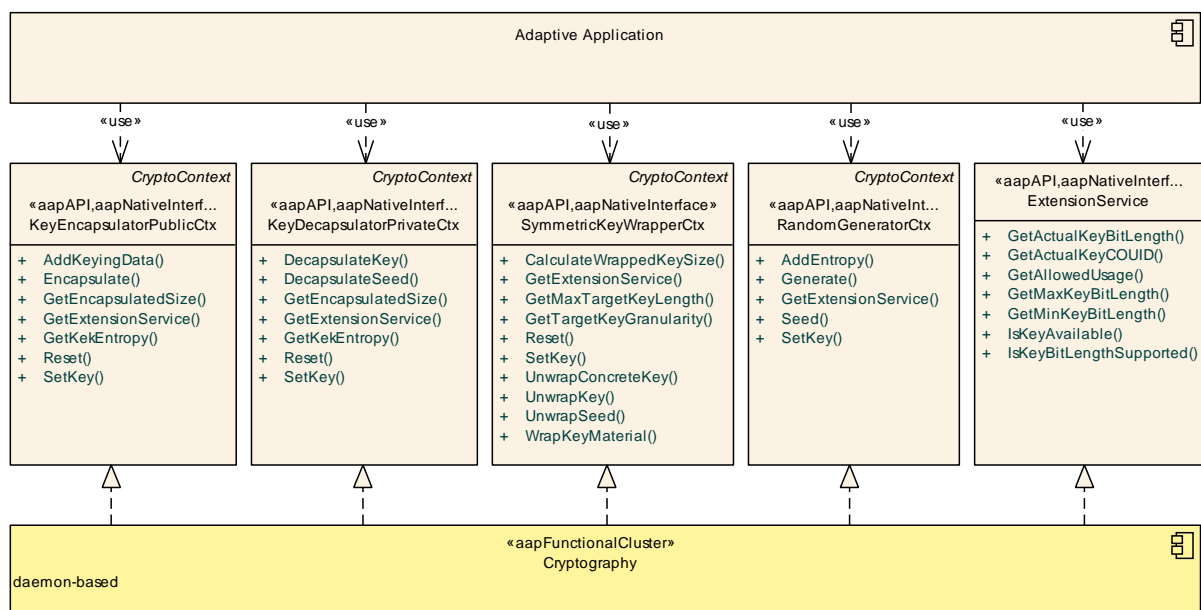 Adaptive Application
«use»
«use»
«use»
«use»
CryptoContext
«aapAPI,aapNativeInterf...
KeyEncapsulatorPublicCtx
+ AddKeyingData()
+ Encapsulate()
+ GetEncapsulatedSize()
+ GetExtensionService()
+ GetKekEntropy()
+ Reset()
+ SetKey()
CryptoContext
«aapAPI,aapNativeInterf...
KeyDecapsulatorPrivateCtx
+ DecapsulateKey()
+ DecapsulateSeed()
+ GetEncapsulatedSize()
+ GetExtensionService()
+ GetKekEntropy()
+ Reset()
+ SetKey()
CryptoContext
«aapAPI,aapNativeInterface»
SymmetricKeyWrapperCtx
+ CalculateWrappedKeySize()
+ GetExtensionService()
+ GetMaxTargetKeyLength()
+ GetTargetKeyGranularity()
+ Reset()
+ SetKey()
+ UnwrapConcreteKey()
+ UnwrapKey()
+ UnwrapSeed()
+ WrapKeyMaterial()
CryptoContext
«aapAPI,aapNativeInt...
RandomGeneratorCtx
+ AddEntropy()
+ Generate()
+ GetExtensionService()
+ Seed()
+ SetKey()
«aapAPI,aapNativeInterf...
ExtensionService
+ GetActualKeyBitLength()
+ GetActualKeyCOUID()
+ GetAllowedUsage()
+ GetMaxKeyBitLength()
+ GetMinKeyBitLength()
+ IsKeyAvailable()
+ IsKeyBitLengthSupported()
«aapFunctionalCluster»
Cryptography
daemon-based